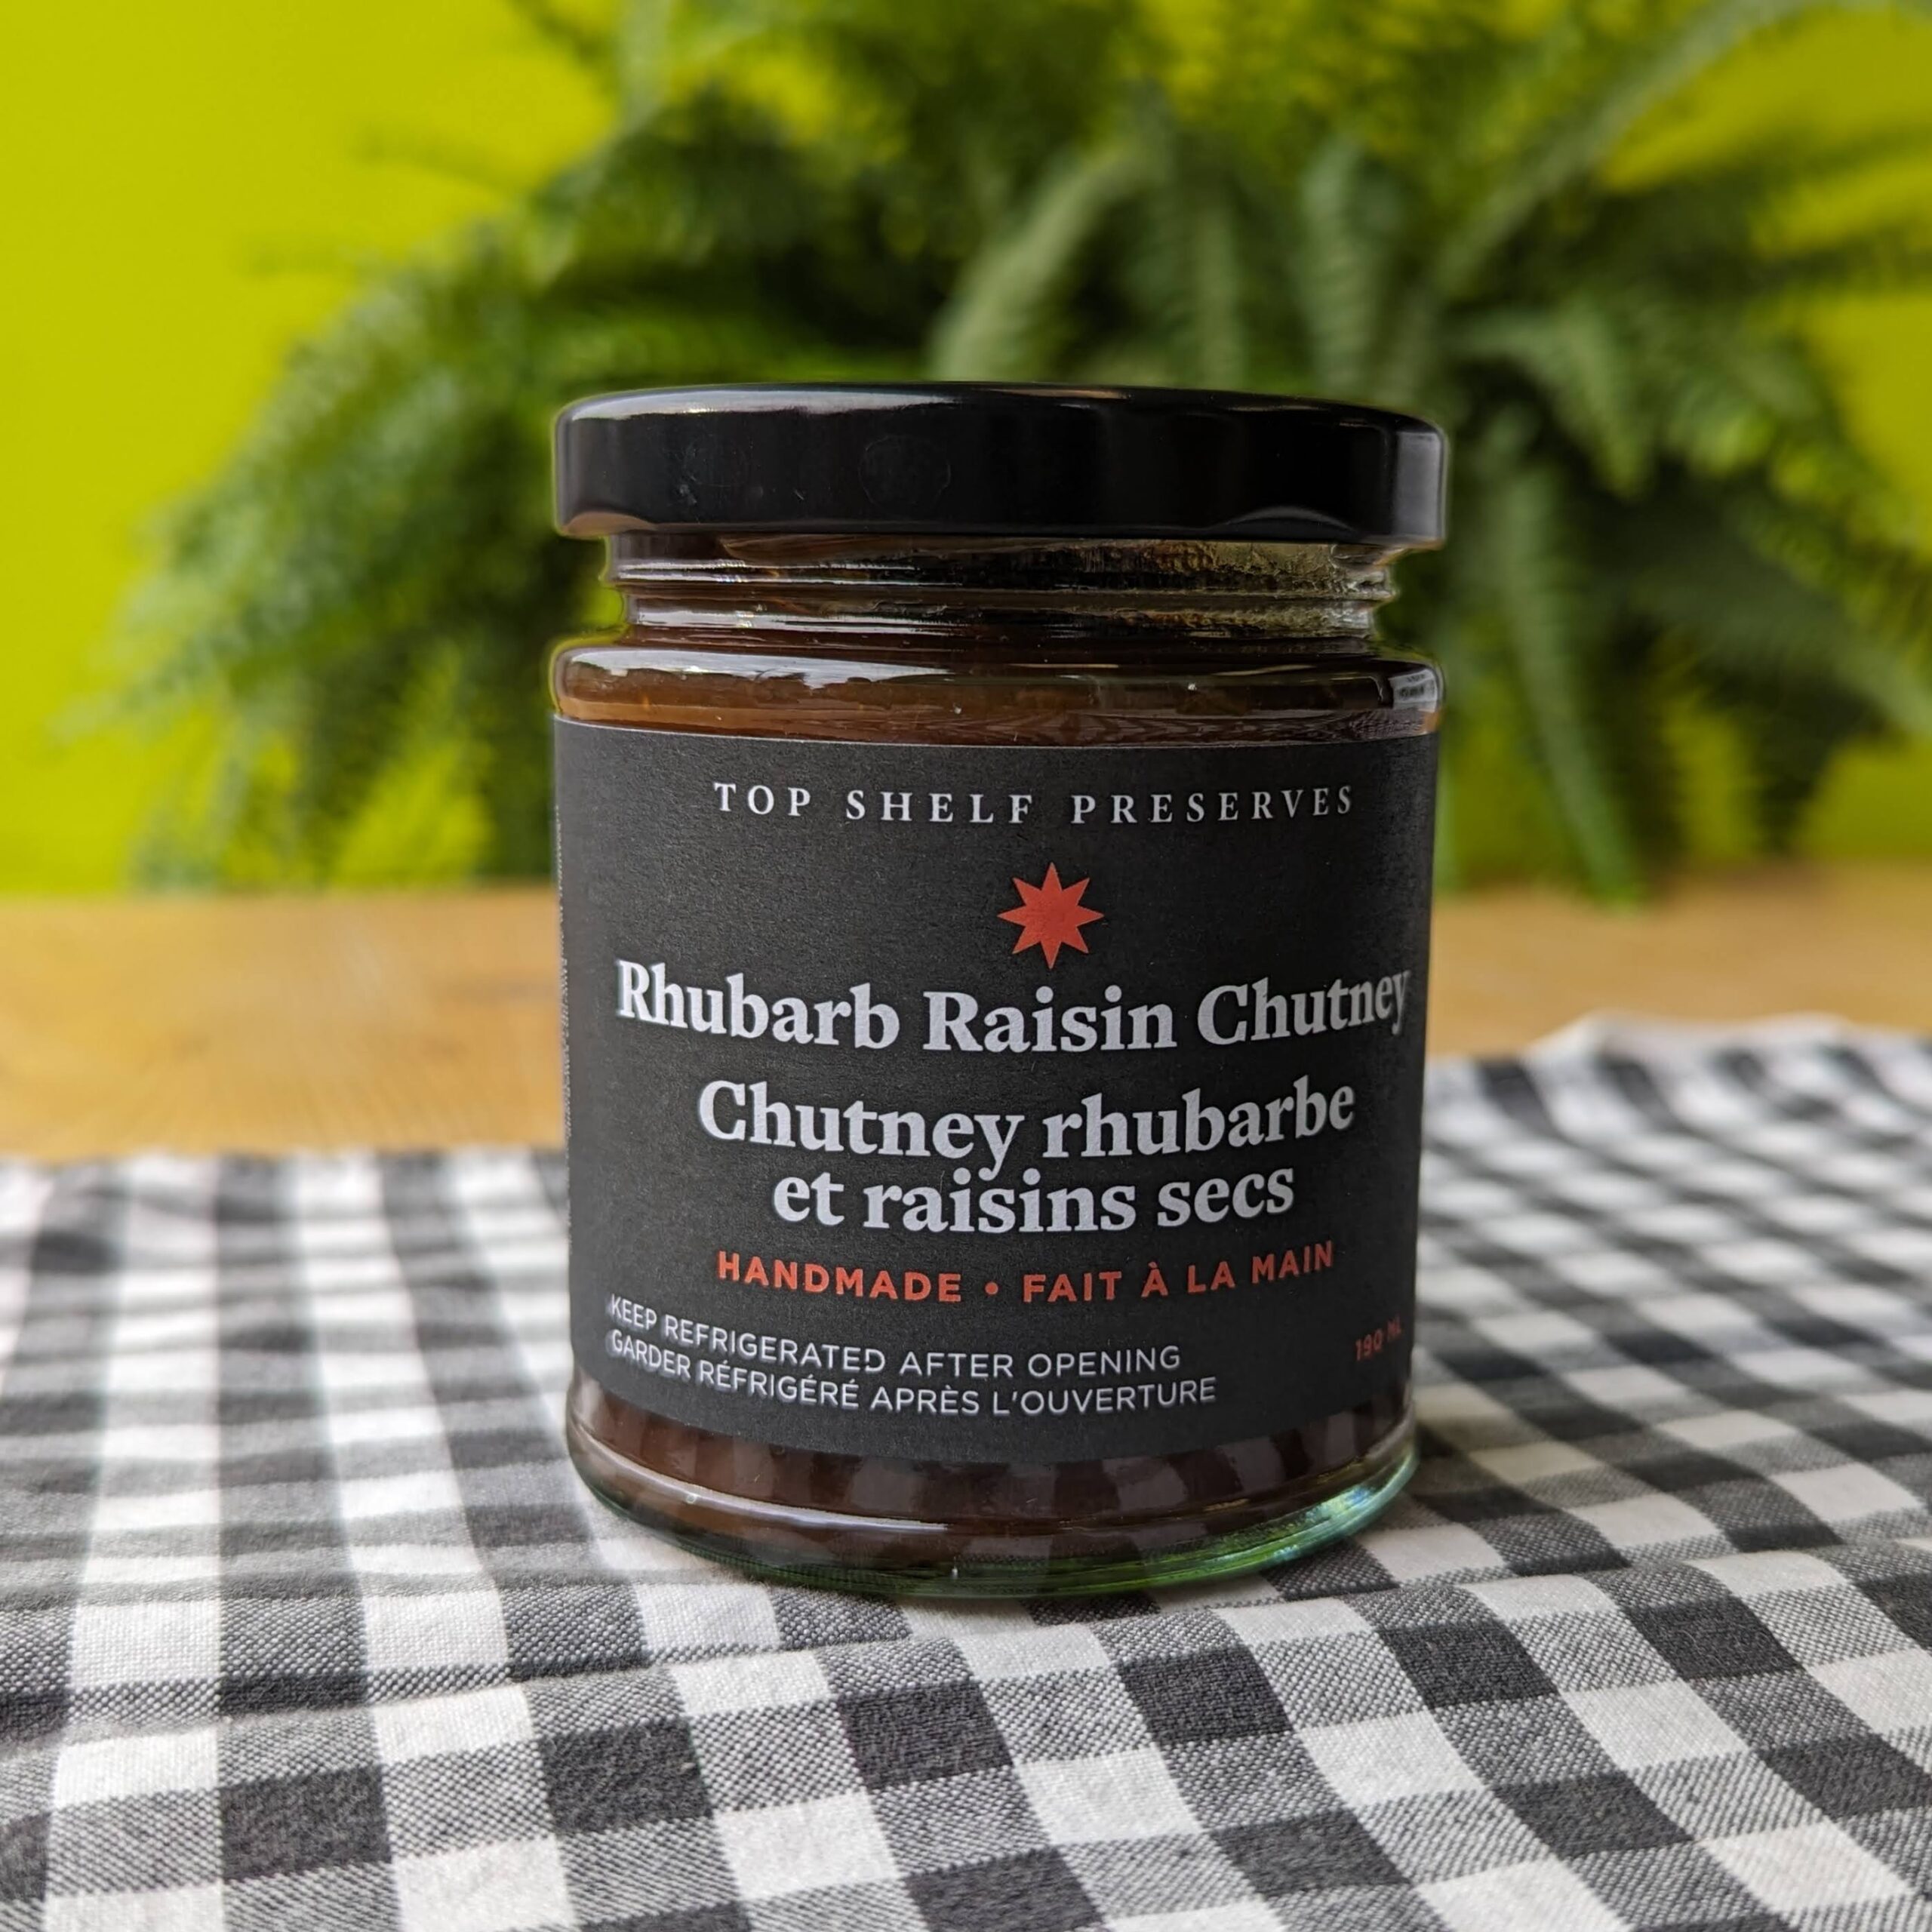 TOP SHELF PRESERVES
Rhubarb Raisin Chutney
Chutney rhubarbe
et raisins secs
HANDMADE • FAIT À LA MAIN
KEEP REFRIGERATED AFTER OPENING
GARDER RÉFRIGÉRÉ APRÈS L'OUVERTURE
190 ML